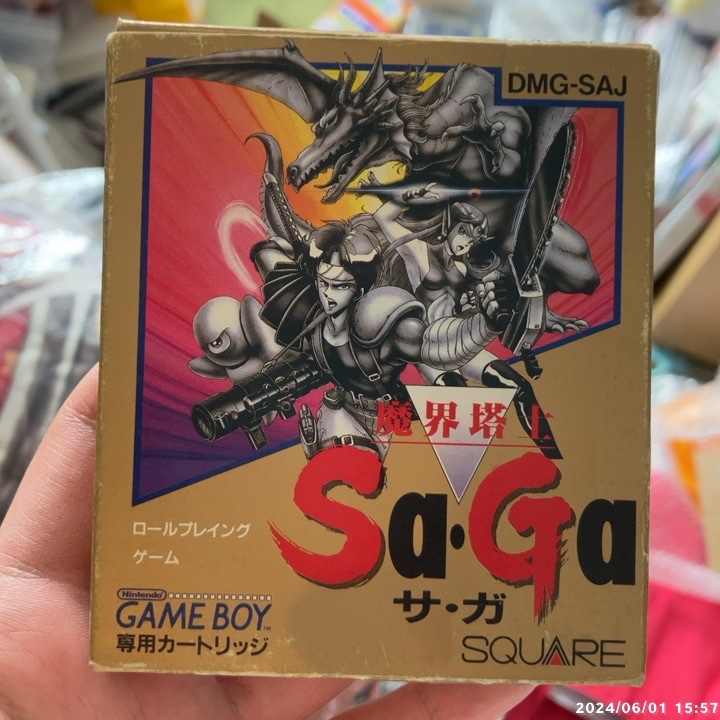 DMG-SAJ
魔界塔士
Sa・Ga
サ・ガ
ロールプレイング
ゲーム
Nintendo
GAME BOY™
専用カートリッジ
SQUARE
2024/06/01 15:57